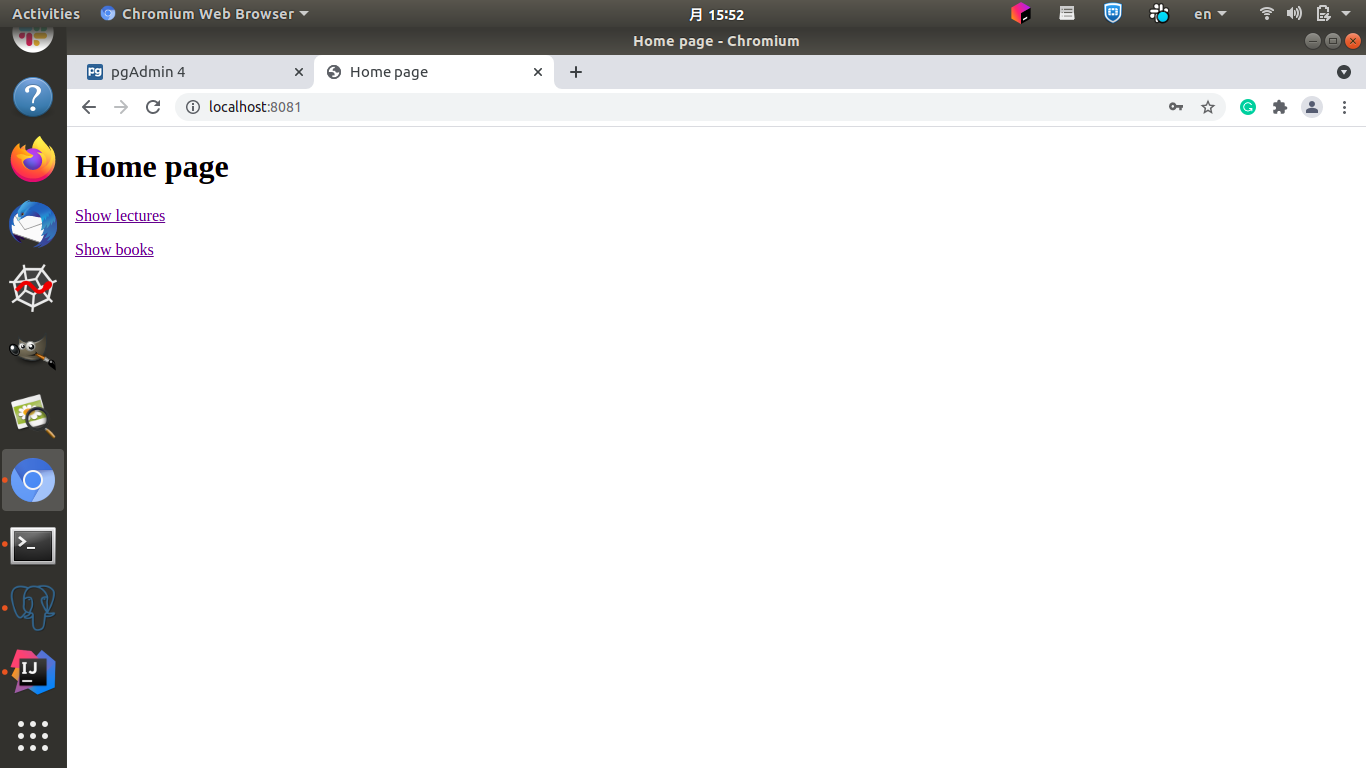 Activities
Chromium Web Browser
月 15:52
en
Home page - Chromium
pgAdmin 4
Home page
localhost:8081
Home page
Show lectures
Show books